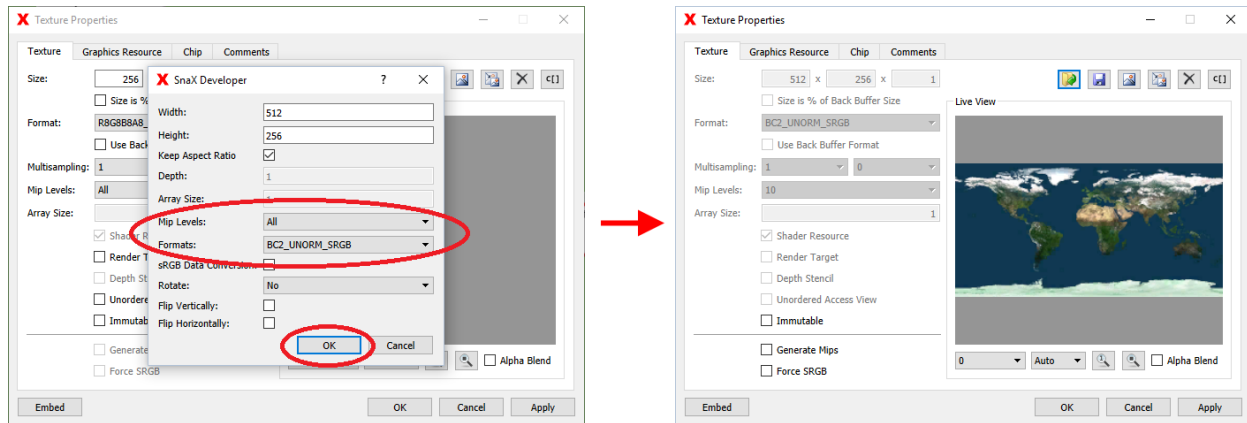 Texture Properties
Texture Graphics Resource Chip Comments
Size: 256
Size is %
Format: R8G8B8A8_
Use Back
Multisampling: 1
Mip Levels: All
Array Size:
Shader R
Render T
Depth St
Unordere
Immutab
Generate
Force SRGB
C[]
Alpha Blend
Embed OK Cancel Apply
SnaX Developer ?
Width: 512
Height: 256
Keep Aspect Ratio
Depth: 1
Array Size:
Mip Levels: All
Formats: BC2_UNORM_SRGB
sRGB Data Conversion:
Rotate: No
Flip Vertically:
Flip Horizontally:
OK Cancel
Texture Properties
Texture Graphics Resource Chip Comments
Size: 512 x 256 x 1
C[]
Size is % of Back Buffer Size
Live View
Format: BC2_UNORM_SRGB
Use Back Buffer Format
Multisampling: 1 0
Mip Levels: 10
Array Size: 1
Shader Resource
Render Target
Depth Stencil
Unordered Access View
Immutable
Generate Mips
Force SRGB
0 Auto 1 Alpha Blend
Embed OK Cancel Apply